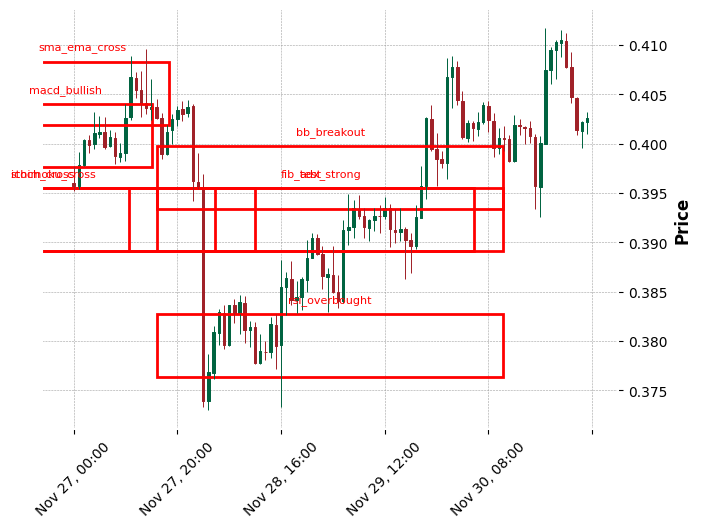 sma_ema_cross
0.410
macd_bullish
0.405
bb_breakout
0.400
0.395
0.390
rsi_overbought
0.385
0.380
0.375
Price
Nov 27, 00:00
Nov 27, 20:00
Nov 28, 16:00
Nov 29, 12:00
Nov 30, 08:00